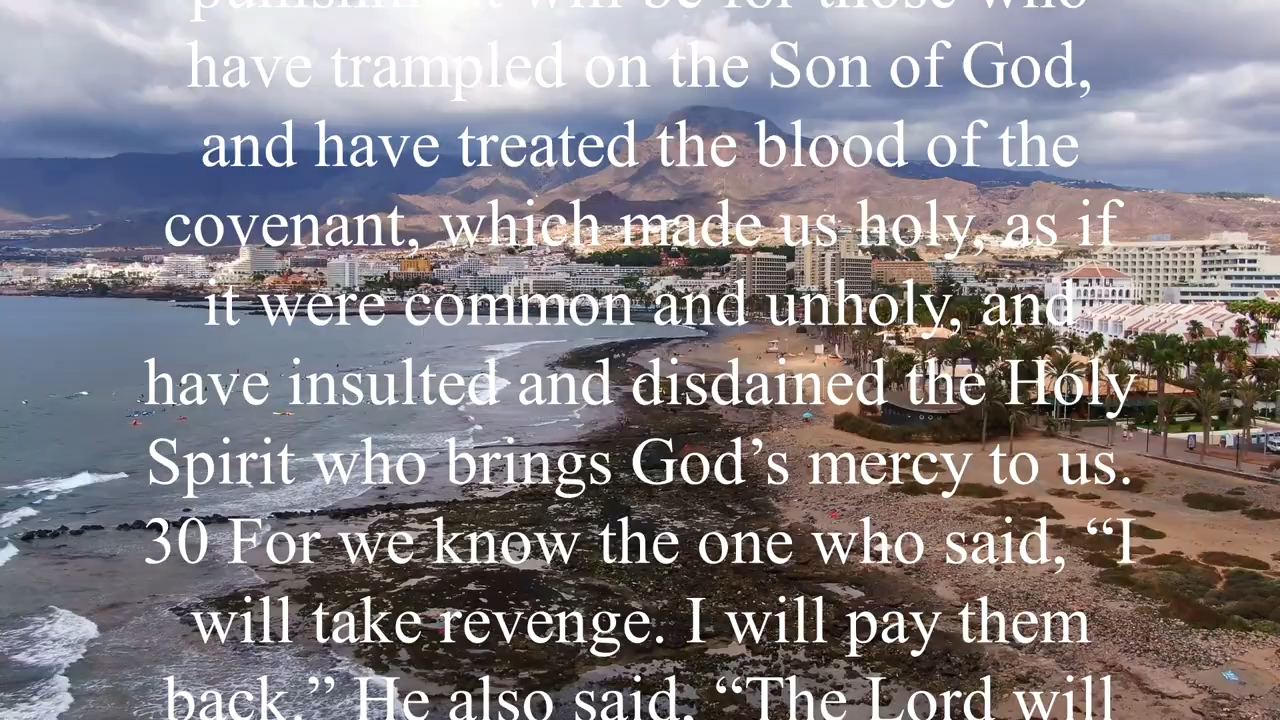 punishment will be for those who
have trampled on the Son of God,
and have treated the blood of the
covenant, which made us holy, as if
it were common and unholy, and
have insulted and disdained the Holy
Spirit who brings God’s mercy to us.
30 For we know the one who said, “I
will take revenge. I will pay them
back.” He also said, “The Lord will